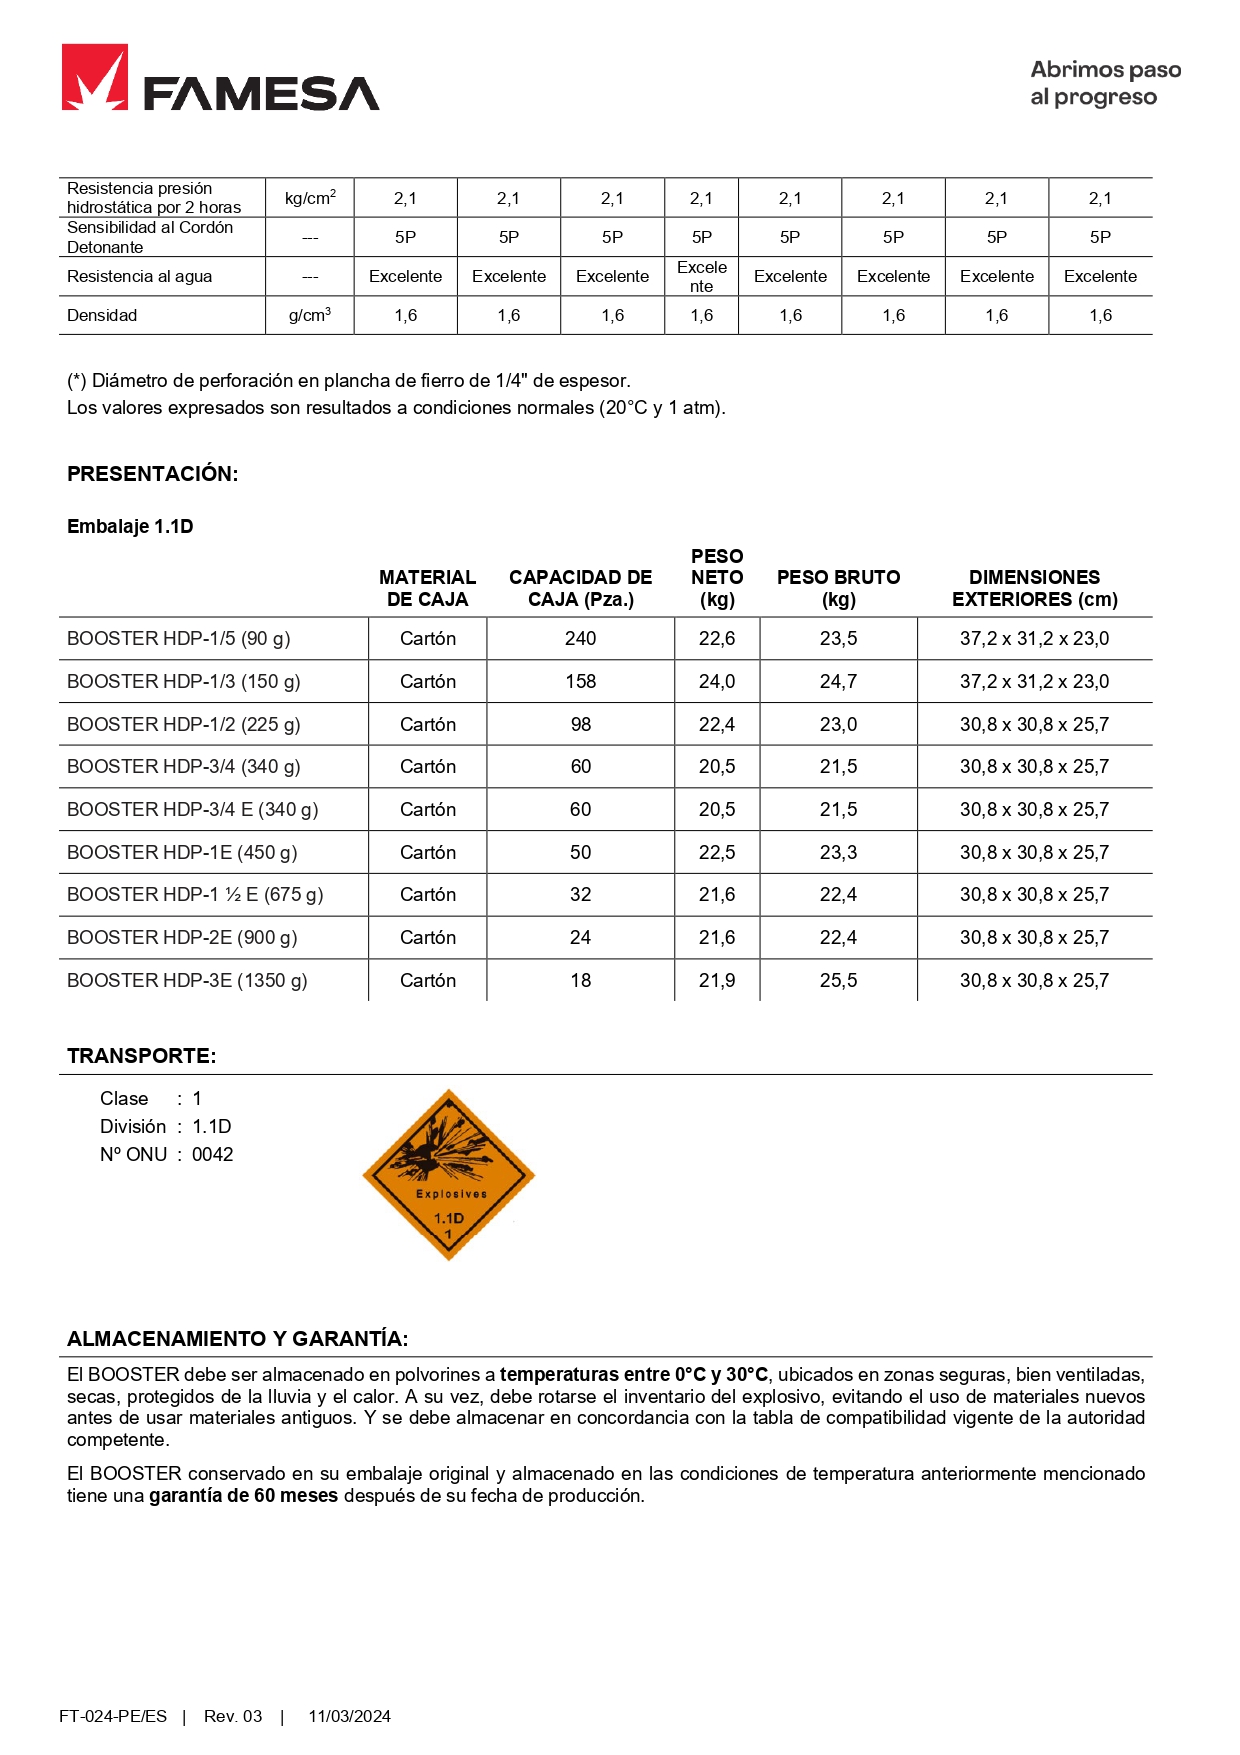 FAMESA
Abrimos paso
al progreso
Resistencia presión
hidrostática por 2 horas kg/cm2 2,1 2,1 2,1 2,1 2,1 2,1 2,1 2,1
Sensibilidad al Cordón
Detonante --- 5P 5P 5P 5P 5P 5P 5P 5P
Resistencia al agua --- Excelente Excelente Excelente Excele
nte Excelente Excelente Excelente Excelente
Densidad g/cm3 1,6 1,6 1,6 1,6 1,6 1,6 1,6 1,6
(*) Diámetro de perforación en plancha de fierro de 1/4" de espesor.
Los valores expresados son resultados a condiciones normales (20°C y 1 atm).
PRESENTACIÓN:
Embalaje 1.1D
MATERIAL
DE CAJA
CAPACIDAD DE
CAJA (Pza.)
PESO
NETO
(kg)
PESO BRUTO
(kg)
DIMENSIONES
EXTERIORES (cm)
BOOSTER HDP-1/5 (90 g) Cartón 240 22,6 23,5 37,2 x 31,2 x 23,0
BOOSTER HDP-1/3 (150 g) Cartón 158 24,0 24,7 37,2 x 31,2 x 23,0
BOOSTER HDP-1/2 (225 g) Cartón 98 22,4 23,0 30,8 x 30,8 x 25,7
BOOSTER HDP-3/4 (340 g) Cartón 60 20,5 21,5 30,8 x 30,8 x 25,7
BOOSTER HDP-3/4 E (340 g) Cartón 60 20,5 21,5 30,8 x 30,8 x 25,7
BOOSTER HDP-1E (450 g) Cartón 50 22,5 23,3 30,8 x 30,8 x 25,7
BOOSTER HDP-1 ½ E (675 g) Cartón 32 21,6 22,4 30,8 x 30,8 x 25,7
BOOSTER HDP-2E (900 g) Cartón 24 21,6 22,4 30,8 x 30,8 x 25,7
BOOSTER HDP-3E (1350 g) Cartón 18 21,9 25,5 30,8 x 30,8 x 25,7
TRANSPORTE:
Clase : 1
División : 1.1D
Nº ONU : 0042
Explosives
1.1D
1
ALMACENAMIENTO Y GARANTÍA:
El BOOSTER debe ser almacenado en polvorines a temperaturas entre 0°C y 30°C, ubicados en zonas seguras, bien ventiladas,
secas, protegidos de la lluvia y el calor. A su vez, debe rotarse el inventario del explosivo, evitando el uso de materiales nuevos
antes de usar materiales antiguos. Y se debe almacenar en concordancia con la tabla de compatibilidad vigente de la autoridad
competente.
El BOOSTER conservado en su embalaje original y almacenado en las condiciones de temperatura anteriormente mencionado
tiene una garantía de 60 meses después de su fecha de producción.
FT-024-PE/ES | Rev. 03 | 11/03/2024